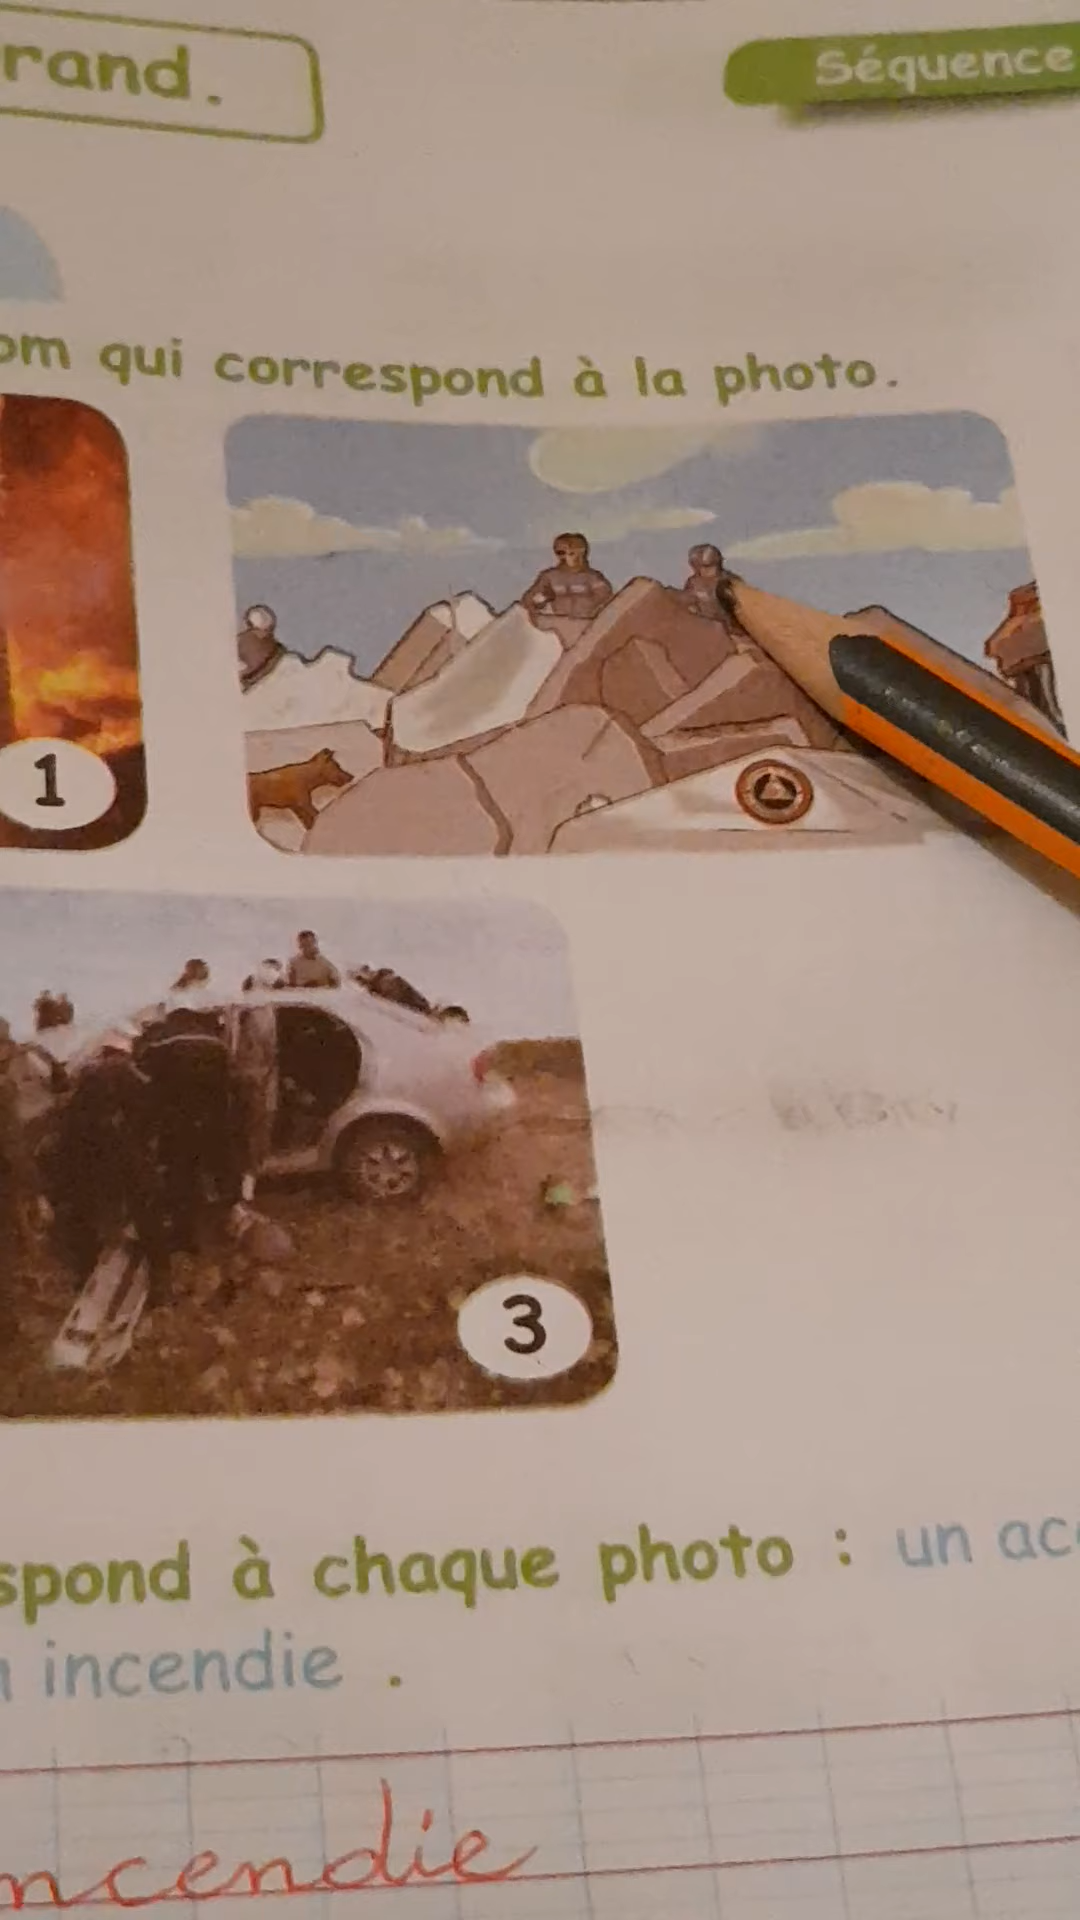 rand.
Séquence
om qui correspond à la photo.
1
3
spond à chaque photo : un ac
incendie .
ncendie